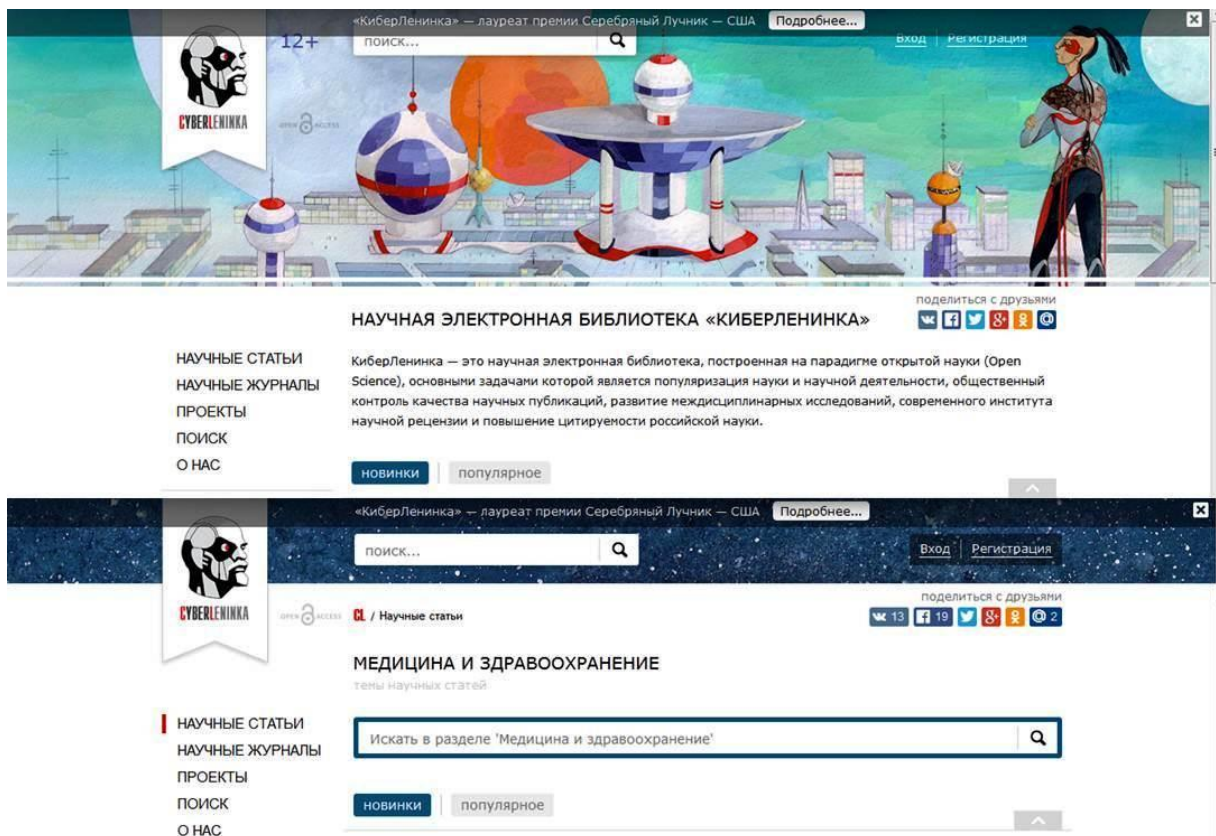 «КиберЛенинка» — лауреат премии Серебряный Лучник — США Подробнее...
12+ поиск... Вход Регистрация
CYBERLENINKA OPEN ACCESS
поделиться с друзьями
НАУЧНАЯ ЭЛЕКТРОННАЯ БИБЛИОТЕКА «КИБЕРЛЕНИНКА»
НАУЧНЫЕ СТАТЬИ
НАУЧНЫЕ ЖУРНАЛЫ
ПРОЕКТЫ
ПОИСК
О НАС
КиберЛенинка — это научная электронная библиотека, построенная на парадигме открытой науки (Open
Science), основными задачами которой является популяризация науки и научной деятельности, общественный
контроль качества научных публикаций, развитие междисциплинарных исследований, современного института
научной рецензии и повышение цитируемости российской науки.
новинки популярное
«КиберЛенинка» — лауреат премии Серебряный Лучник — США Подробнее...
поиск... Вход Регистрация
CYBERLENINKA OPEN ACCESS
CL / Научные статьи
поделиться с друзьями
13 19 2
МЕДИЦИНА И ЗДРАВООХРАНЕНИЕ
темы научных статей
НАУЧНЫЕ СТАТЬИ
НАУЧНЫЕ ЖУРНАЛЫ
ПРОЕКТЫ
ПОИСК
О НАС
Искать в разделе 'Медицина и здравоохранение'
новинки популярное